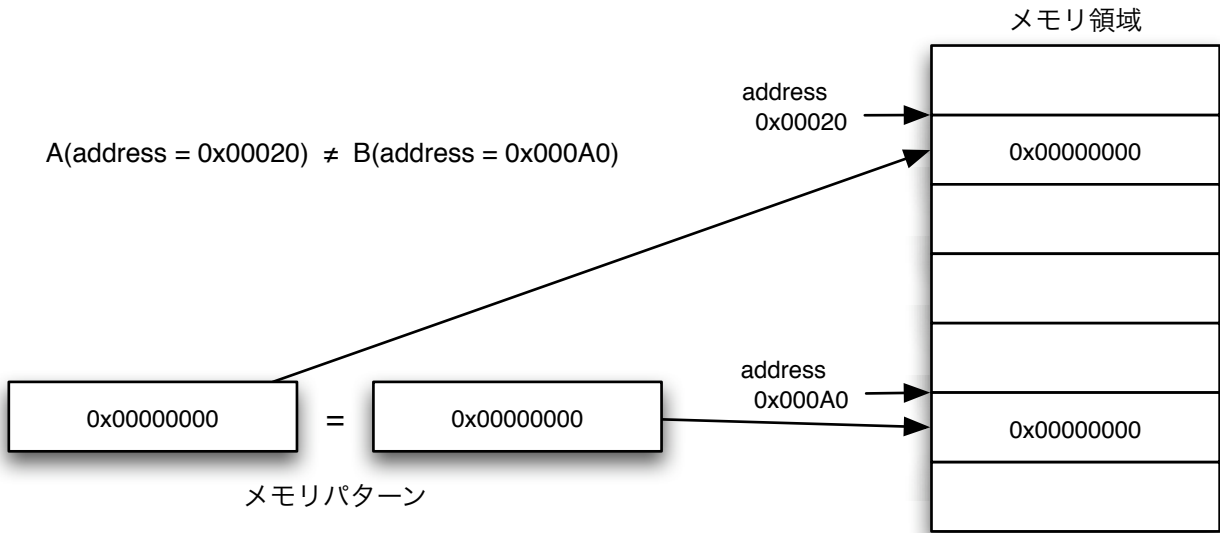 メモリ領域
address
0x00020
A(address = 0x00020) ≠ B(address = 0x000A0)
0x00000000
address
0x000A0
0x00000000 = 0x00000000
0x00000000
メモリパターン